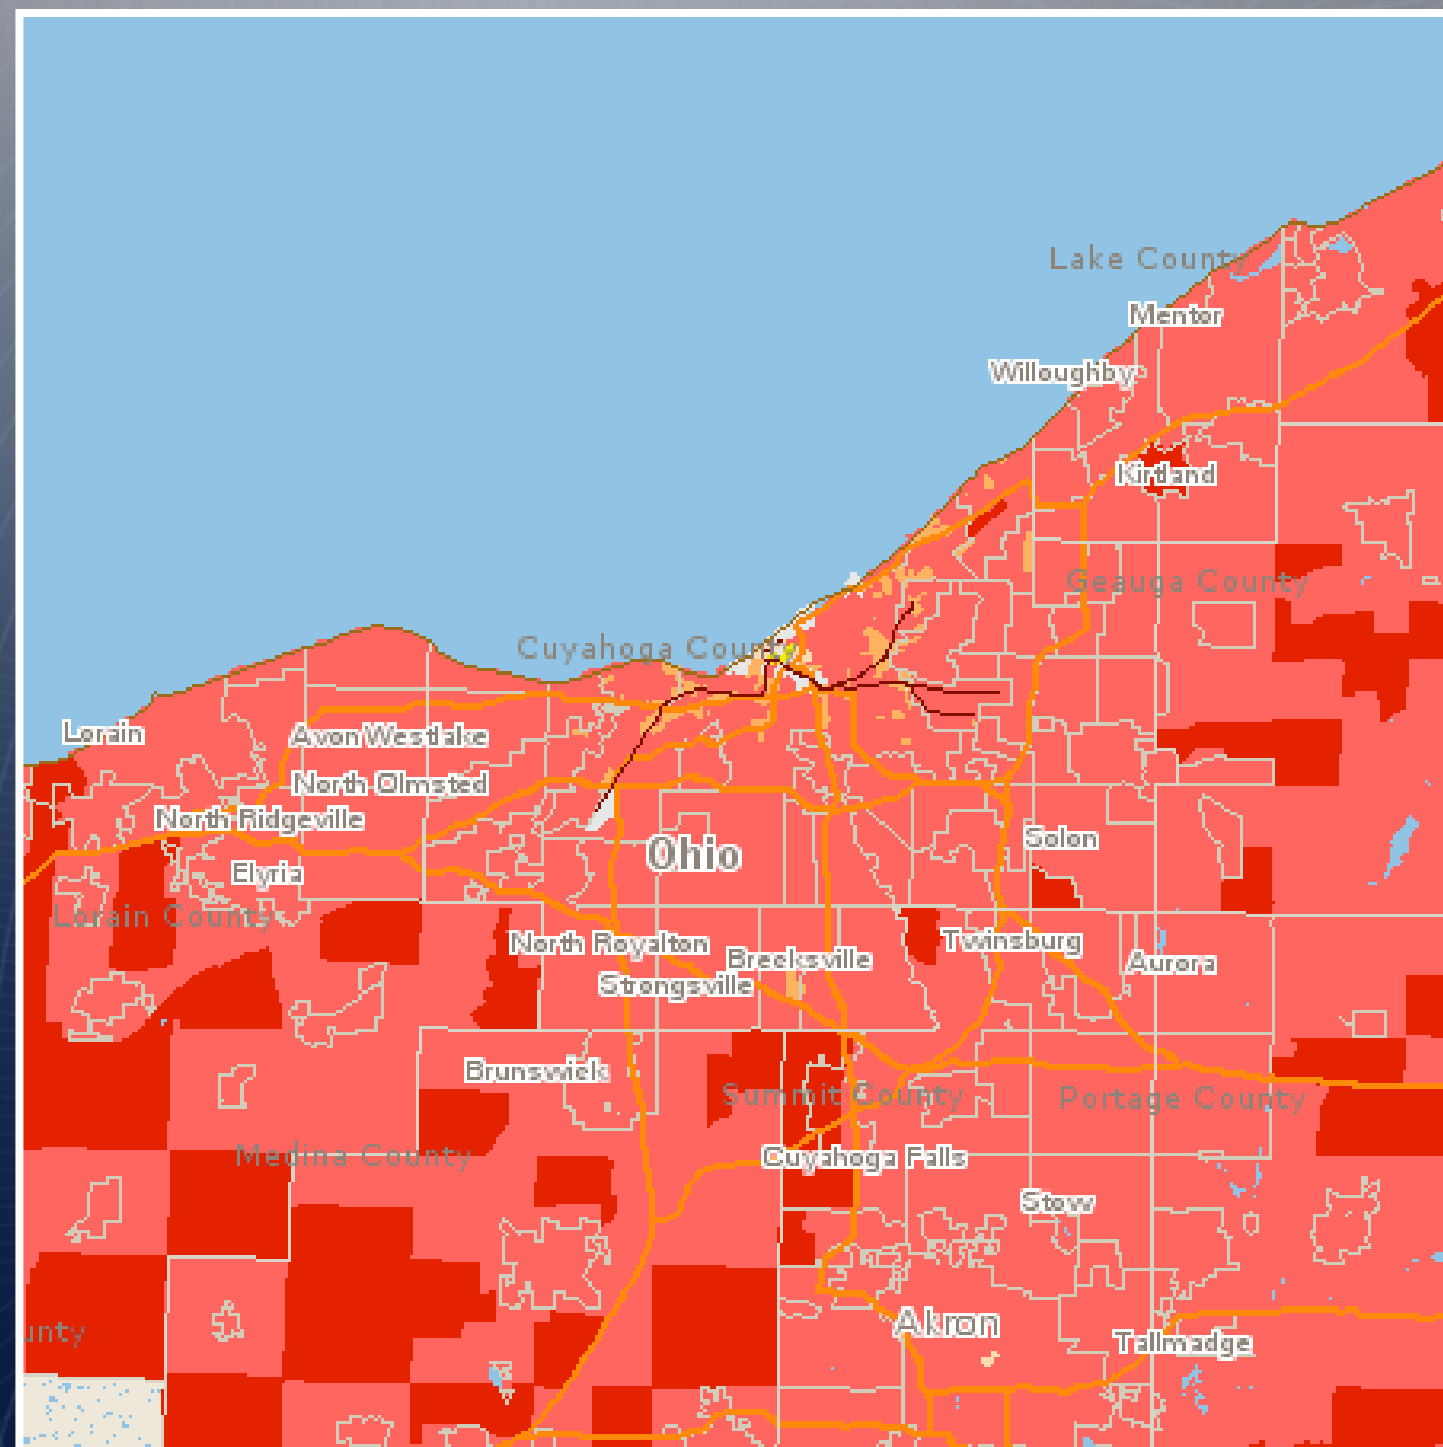 Lake County
Mentor
Willoughby
Kirtland
Geauga County
Cuyahoga County
Lorain
Avon Westlake
North Olmsted
North Ridgeville
Solon
Ohio
Elyria
Lorain County
North Royalton
Twinsburg
Brecksville
Aurora
Strongsville
Brunswick
Summit County
Portage County
Medina County
Cuyahoga Falls
Stow
Akron
unty
Tallmadge